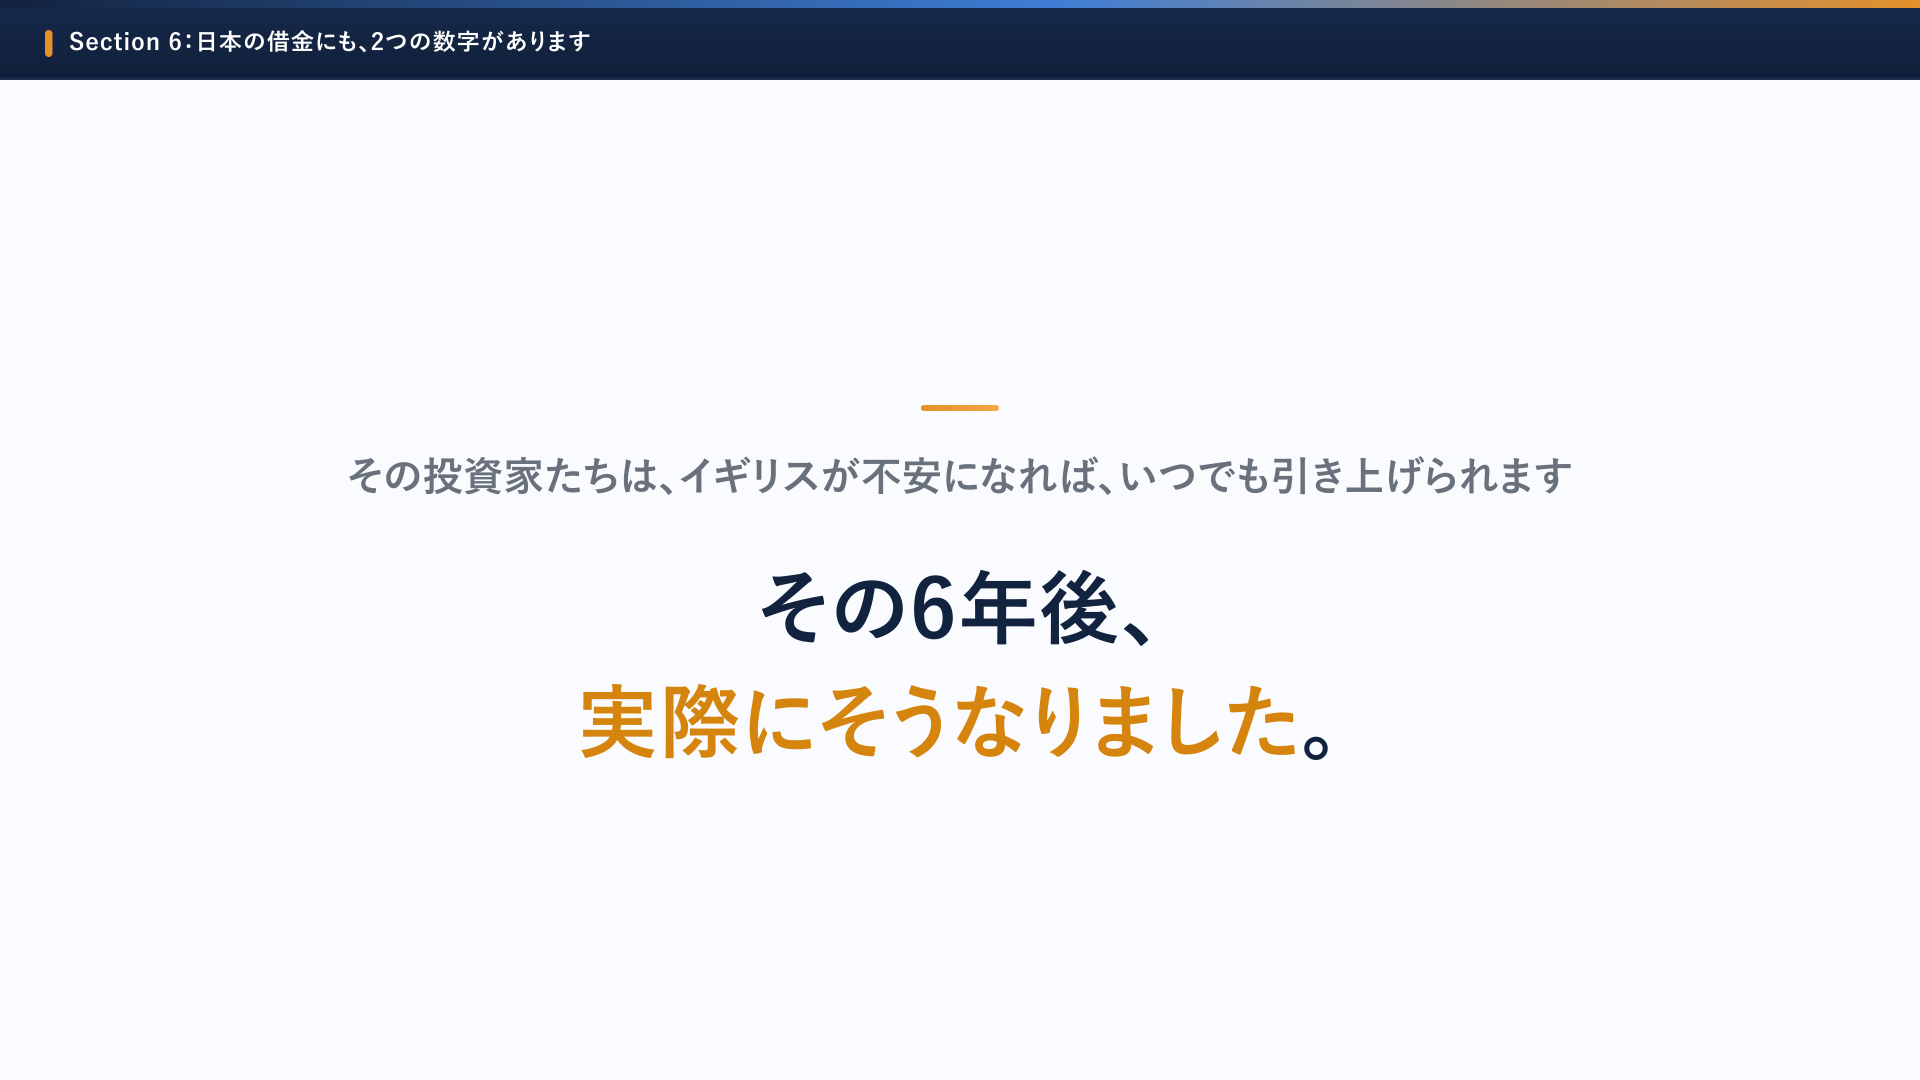 Section 6：日本の借金にも、2つの数字があります
その投資家たちは、イギリスが不安になれば、いつでも引き上げられます
その6年後、
実際にそうなりました。